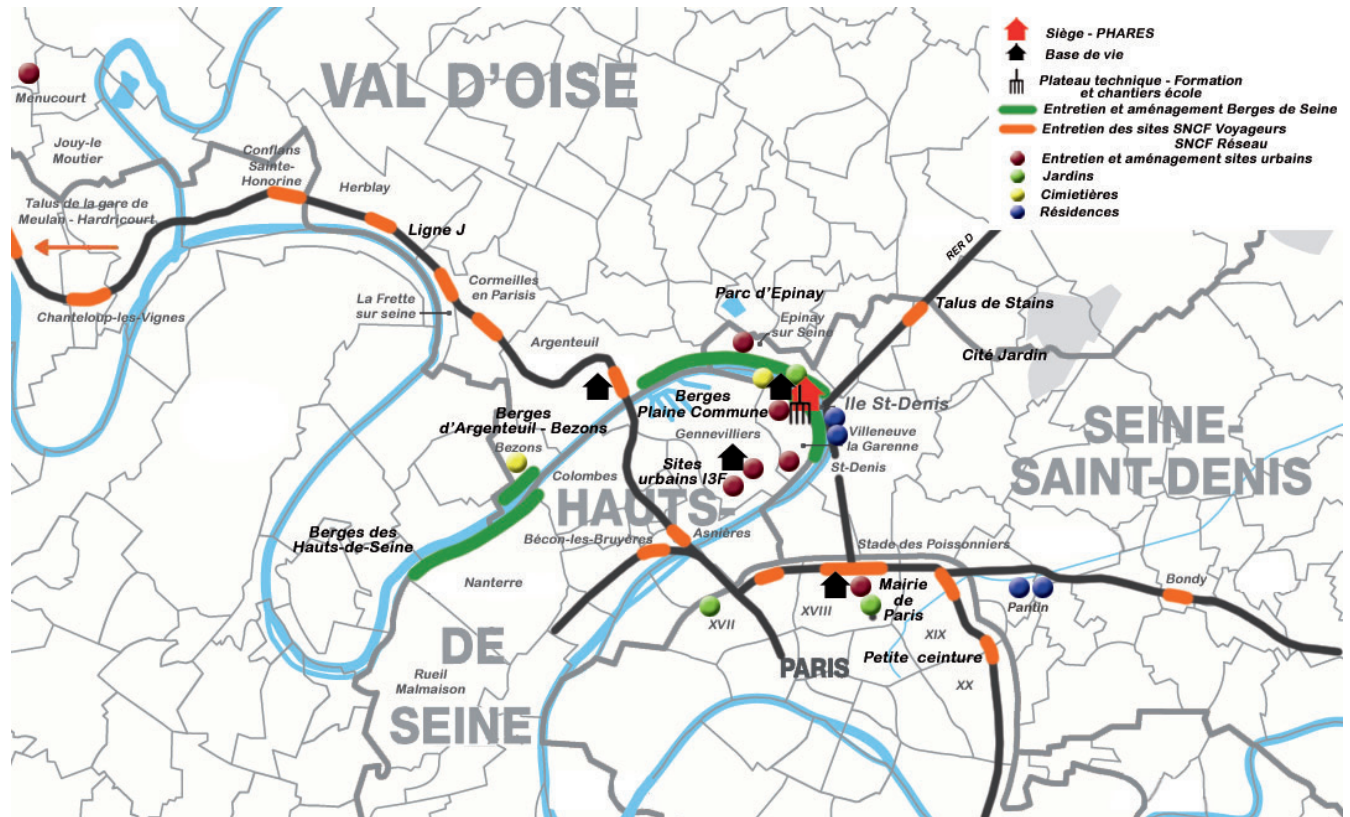 Siège - PHARES
Base de vie
Plateau technique - Formation
et chantiers école
Entretien et aménagement Berges de Seine
Entretien des sites SNCF Voyageurs
SNCF Réseau
Entretien et aménagement sites urbains
Jardins
Cimietières
Résidences
VAL D'OISE
Menucourt
Jouy-le
Moutier
Conflans
Sainte-
Honorine
Herblay
Talus de la gare de
Meulan - Hardricourt
Ligne J
RER D
Chanteloup-les-Vignes
La Frette
sur seine
Cormeilles
en Parisis
Parc d'Epinay
Epinay
sur Seine
Talus de Stains
Cité Jardin
Argenteuil
Berges
Plaine Commune
Ile St-Denis
Berges
d'Argenteuil - Bezons
Bezons
Gennevilliers
Villeneuve
la Garenne
St-Denis
SEINE-
SAINT-DENIS
Sites
urbains I3F
Colombes
HAUTS-
Berges des
Hauts-de-Seine
Bécon-les-Bruyères
Asnières
Stade des Poissonniers
Nanterre
Mairie
de
Paris
Pantin
Bondy
XVII
XVIII
XIX
DE
PARIS
Petite ceinture
XX
Rueil
Malmaison
SEINE